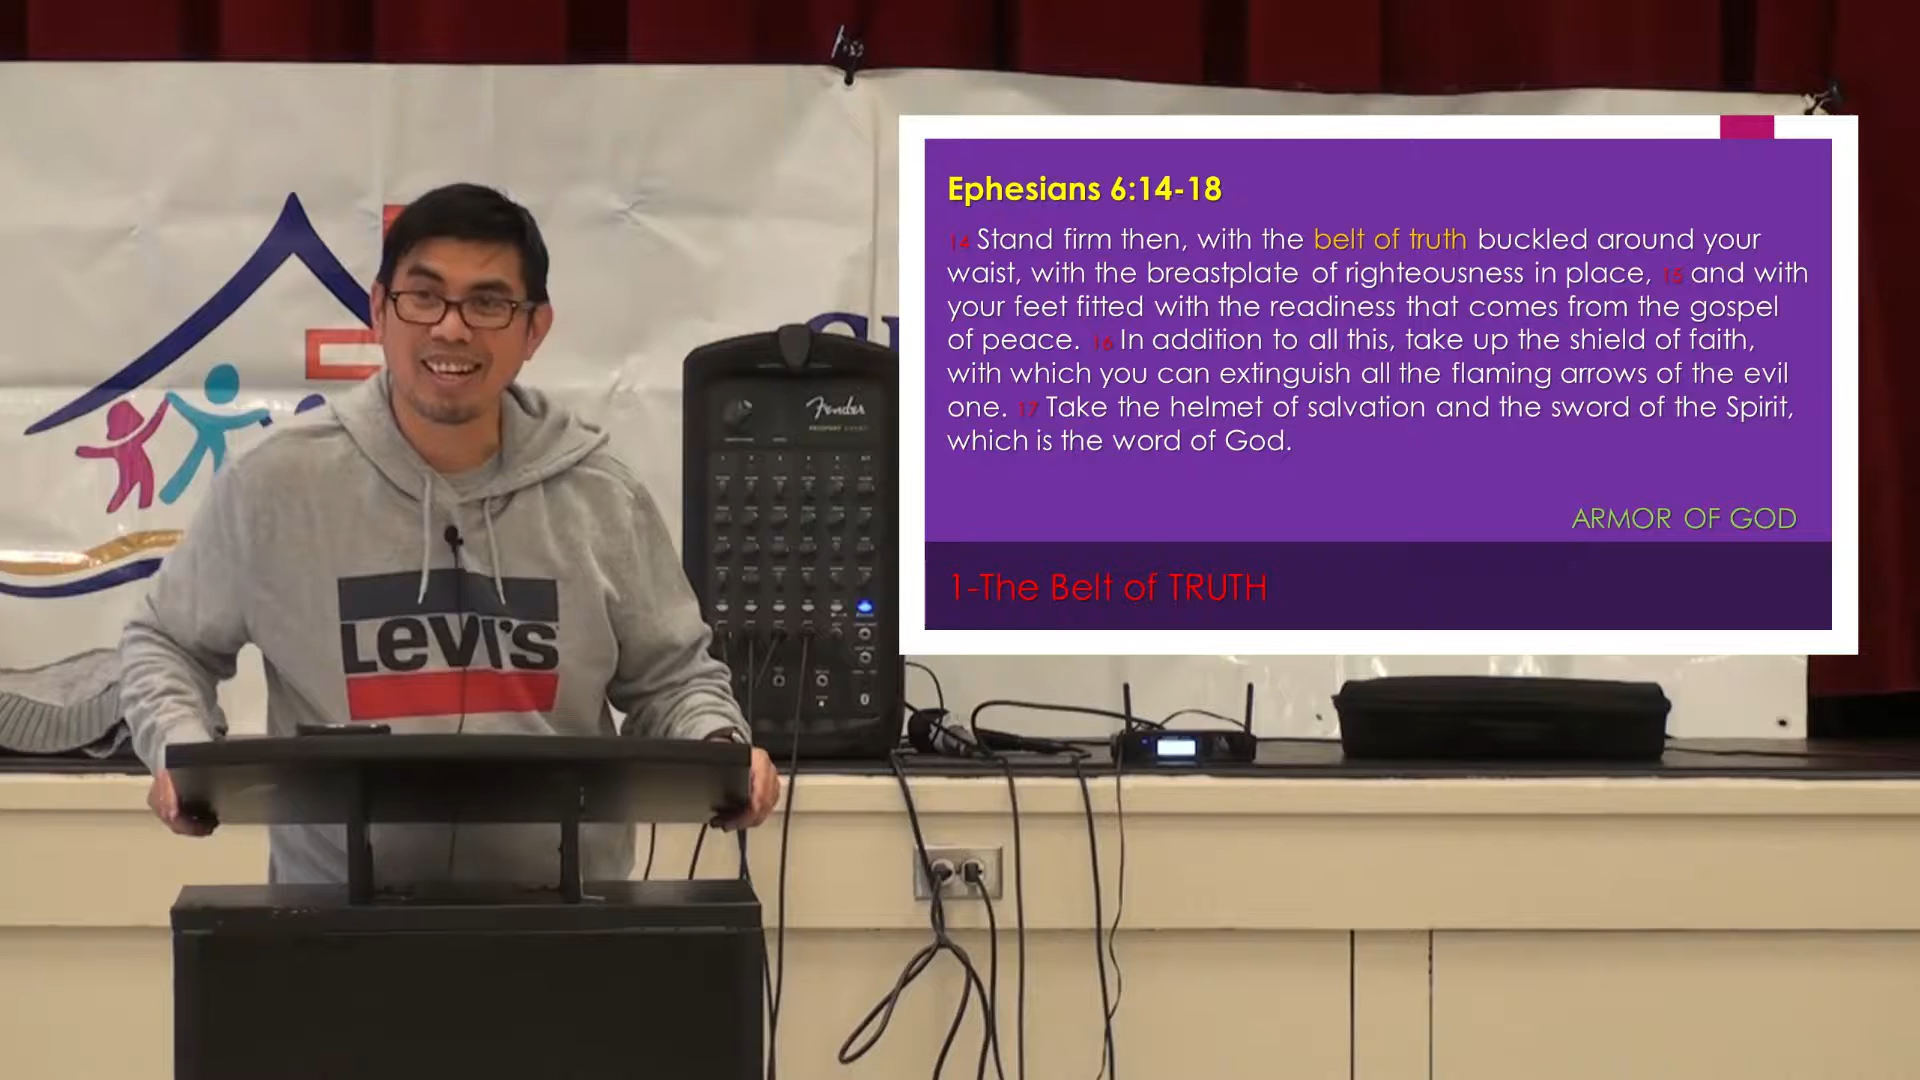 Ephesians 6:14-18
14 Stand firm then, with the belt of truth buckled around your
waist, with the breastplate of righteousness in place, 15 and with
your feet fitted with the readiness that comes from the gospel
of peace. 16 In addition to all this, take up the shield of faith,
with which you can extinguish all the flaming arrows of the evil
one. 17 Take the helmet of salvation and the sword of the Spirit,
which is the word of God.
ARMOR OF GOD
1-The Belt of TRUTH
Fender
LEVI'S